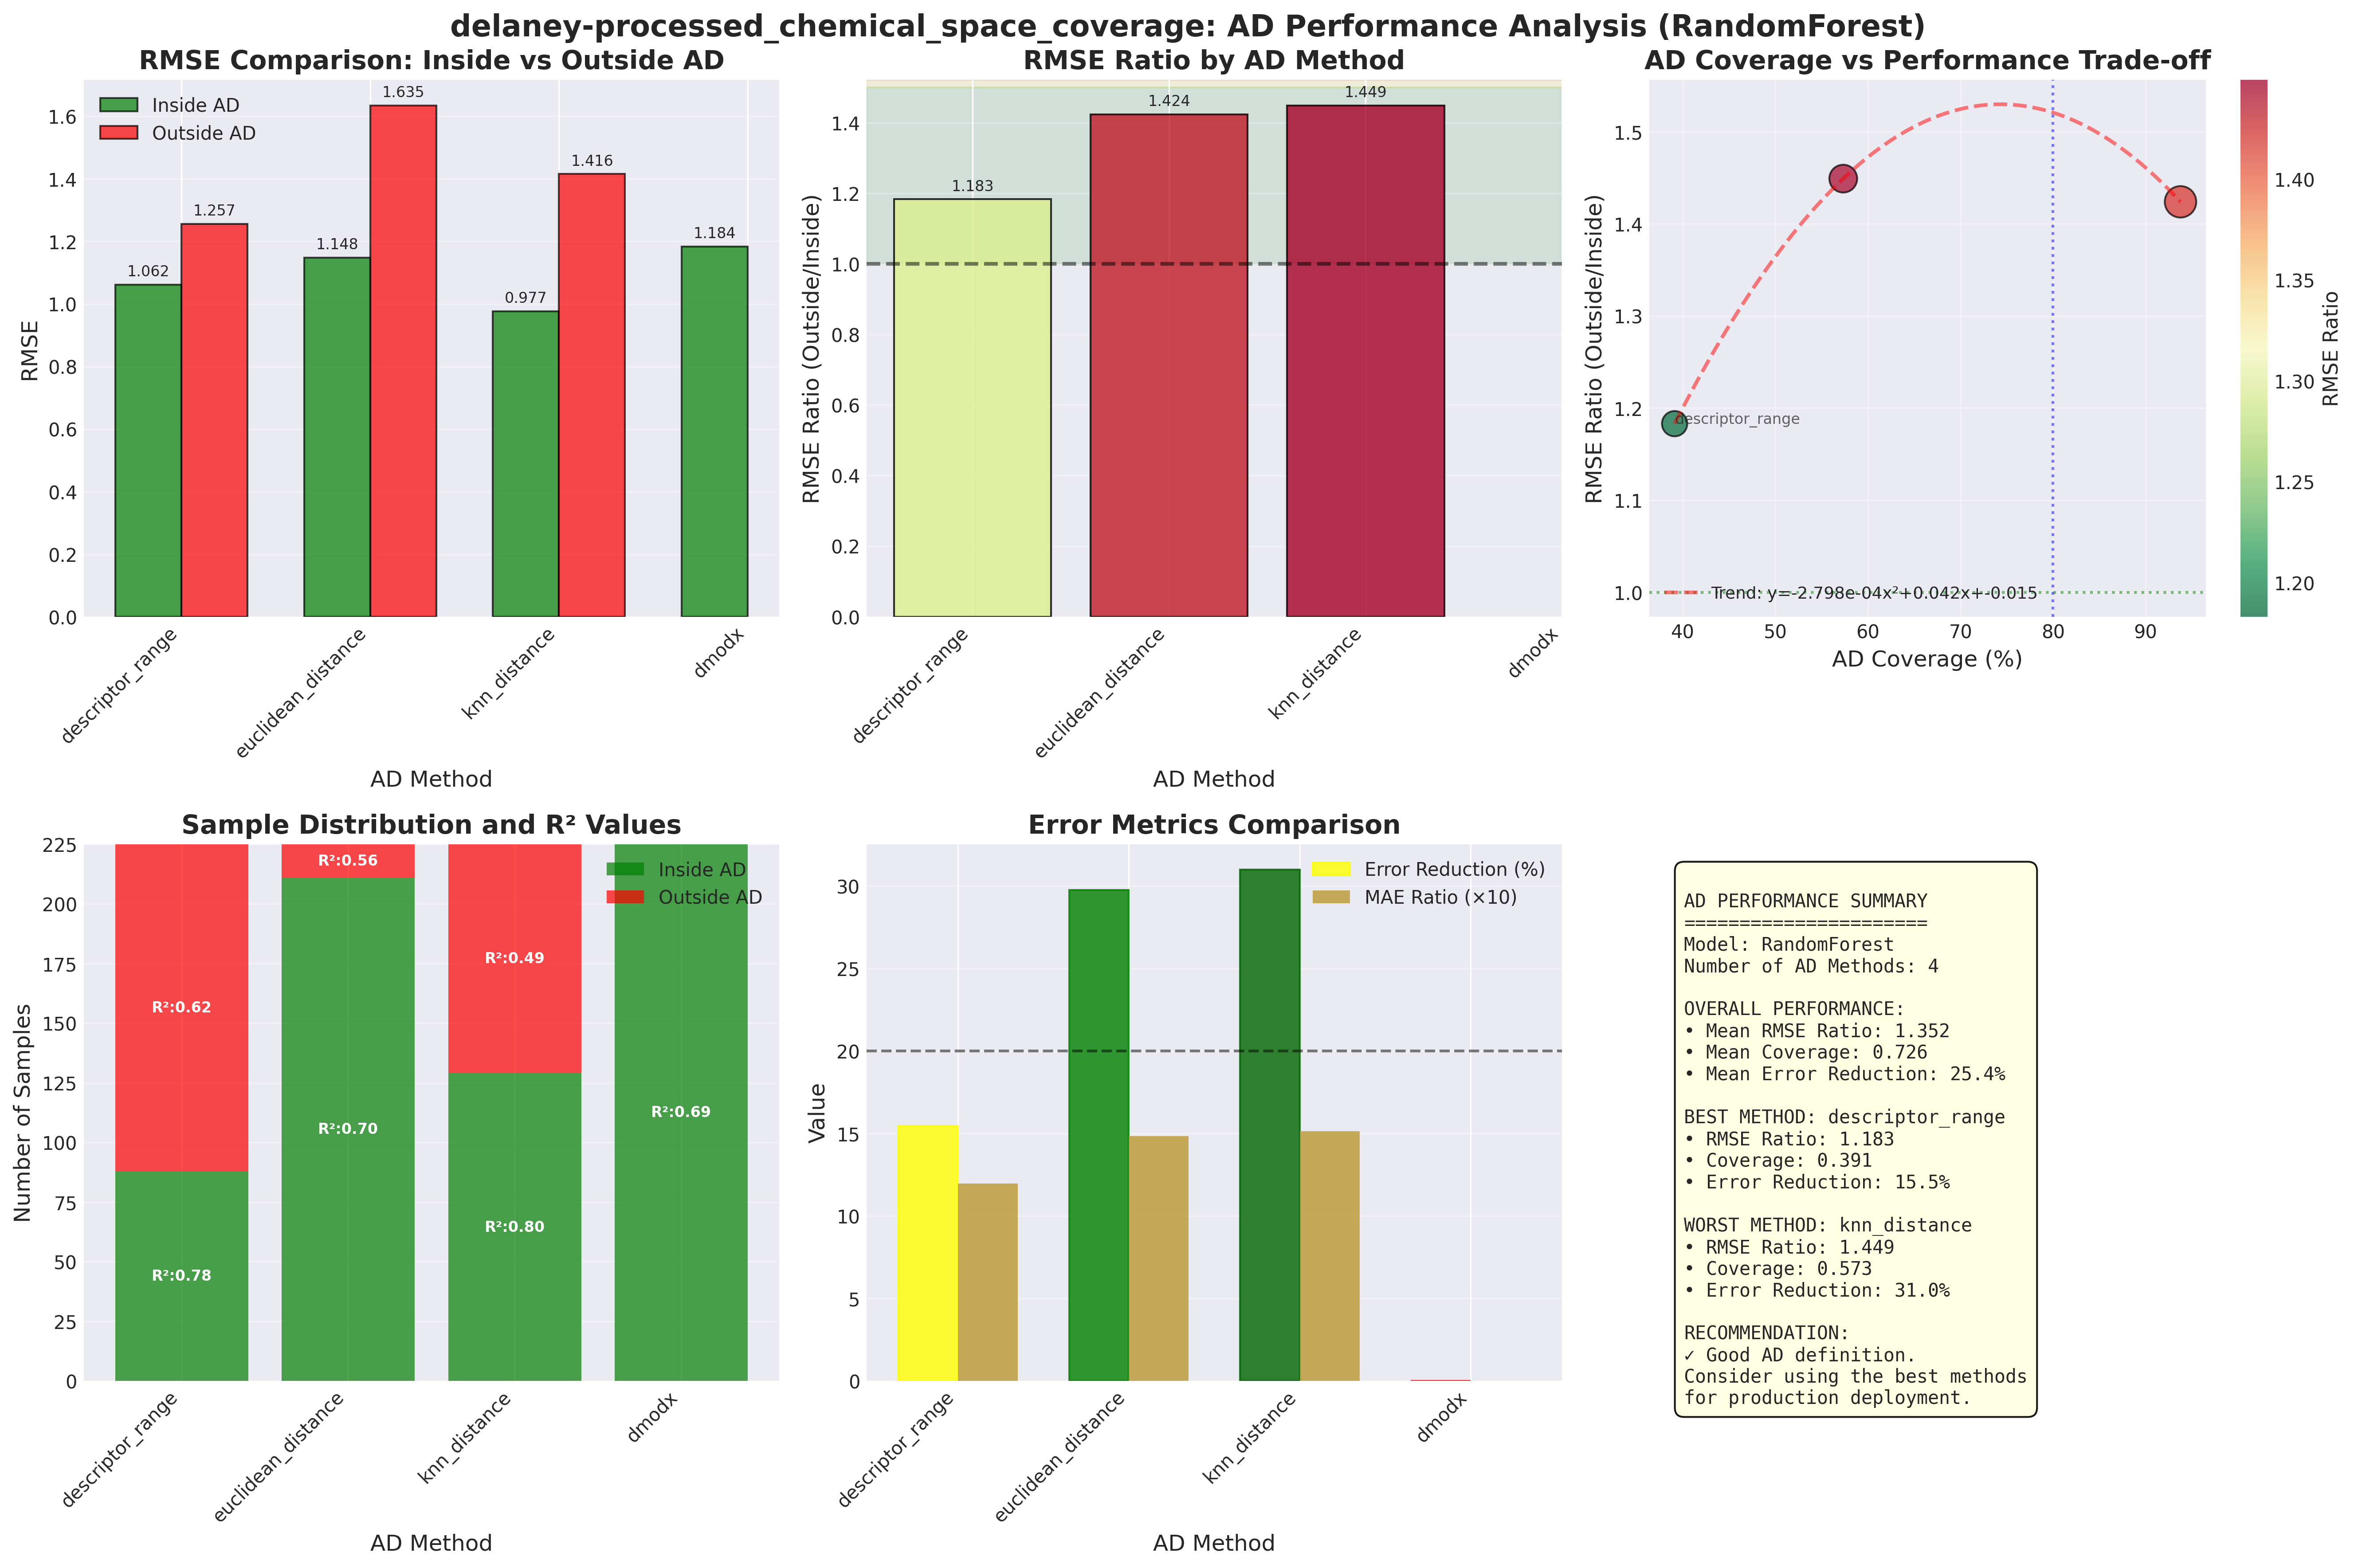 delaney-processed_chemical_space_coverage: AD Performance Analysis (RandomForest)
RMSE Comparison: Inside vs Outside AD
Inside AD
Outside AD
RMSE
0.0
0.2
0.4
0.6
0.8
1.0
1.2
1.4
1.6
1.062
1.257
1.148
1.635
0.977
1.416
1.184
descriptor_range
euclidean_distance
knn_distance
dmodx
AD Method
RMSE Ratio by AD Method
RMSE Ratio (Outside/Inside)
0.0
0.2
0.4
0.6
0.8
1.0
1.2
1.4
1.183
1.424
1.449
descriptor_range
euclidean_distance
knn_distance
dmodx
AD Method
AD Coverage vs Performance Trade-off
RMSE Ratio (Outside/Inside)
1.0
1.1
1.2
1.3
1.4
1.5
descriptor_range
Trend: y=-2.798e-04x²+0.042x+-0.015
40
50
60
70
80
90
AD Coverage (%)
1.20
1.25
1.30
1.35
1.40
RMSE Ratio
Sample Distribution and R² Values
Inside AD
Outside AD
Number of Samples
0
25
50
75
100
125
150
175
200
225
R²:0.62
R²:0.78
R²:0.56
R²:0.70
R²:0.49
R²:0.80
R²:0.69
descriptor_range
euclidean_distance
knn_distance
dmodx
AD Method
Error Metrics Comparison
Error Reduction (%)
MAE Ratio (×10)
Value
0
5
10
15
20
25
30
descriptor_range
euclidean_distance
knn_distance
dmodx
AD Method
AD PERFORMANCE SUMMARY
======================
Model: RandomForest
Number of AD Methods: 4
OVERALL PERFORMANCE:
• Mean RMSE Ratio: 1.352
• Mean Coverage: 0.726
• Mean Error Reduction: 25.4%
BEST METHOD: descriptor_range
• RMSE Ratio: 1.183
• Coverage: 0.391
• Error Reduction: 15.5%
WORST METHOD: knn_distance
• RMSE Ratio: 1.449
• Coverage: 0.573
• Error Reduction: 31.0%
RECOMMENDATION:
✓ Good AD definition.
Consider using the best methods
for production deployment.